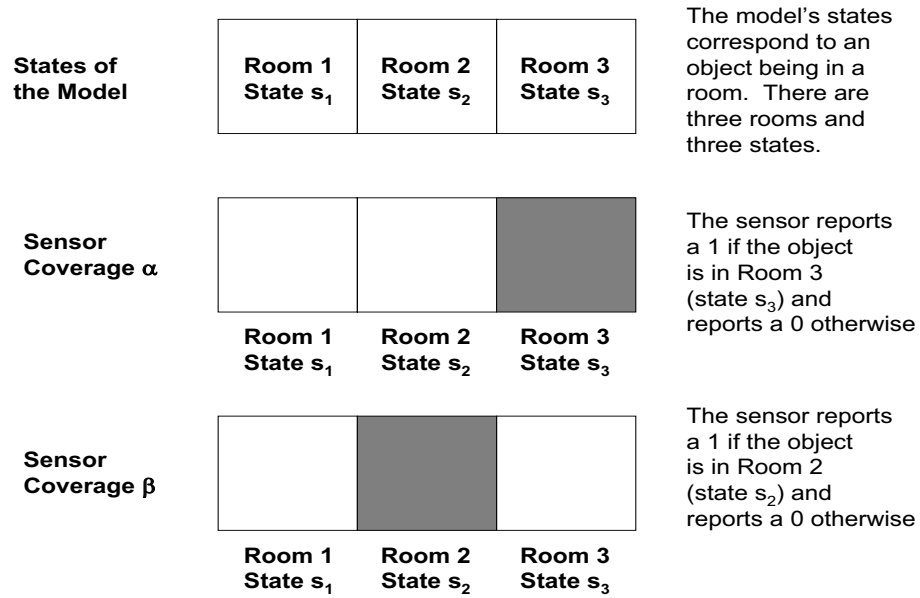 States of
the Model
Room 1
State s₁
Room 2
State s₂
Room 3
State s₃
The model’s states
correspond to an
object being in a
room. There are
three rooms and
three states.
Sensor
Coverage α
Room 1
State s₁
Room 2
State s₂
Room 3
State s₃
The sensor reports
a 1 if the object
is in Room 3
(state s₃) and
reports a 0 otherwise
Sensor
Coverage β
Room 1
State s₁
Room 2
State s₂
Room 3
State s₃
The sensor reports
a 1 if the object
is in Room 2
(state s₂) and
reports a 0 otherwise